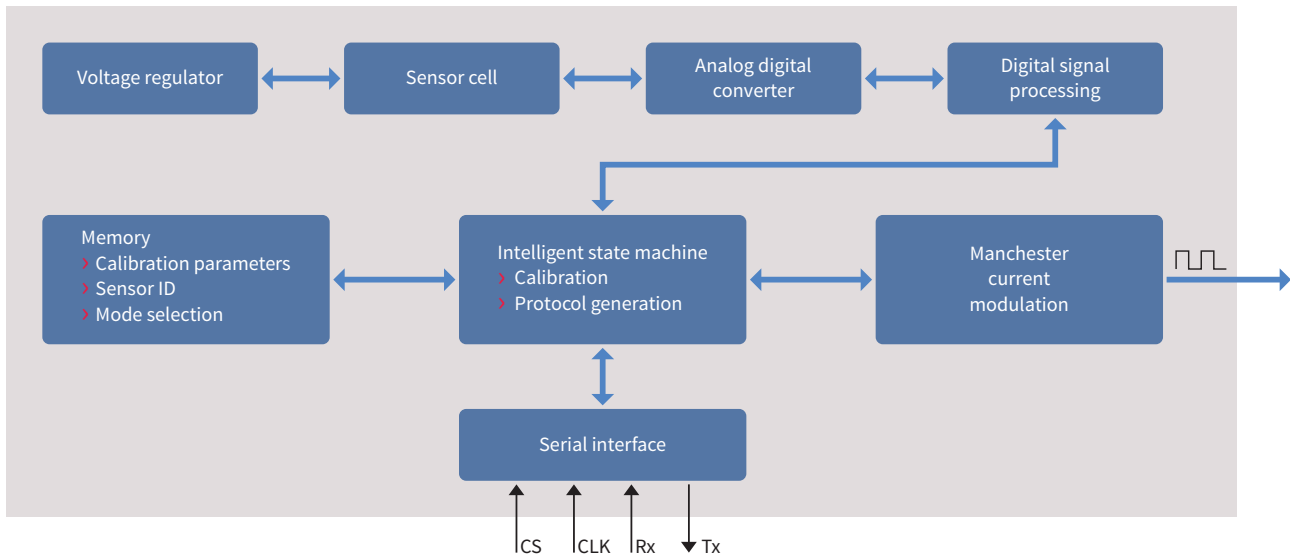 Voltage regulator
Sensor cell
Analog digital
converter
Digital signal
processing
Memory
› Calibration parameters
› Sensor ID
› Mode selection
Intelligent state machine
› Calibration
› Protocol generation
Manchester
current
modulation
Serial interface
CS
CLK
Rx
Tx